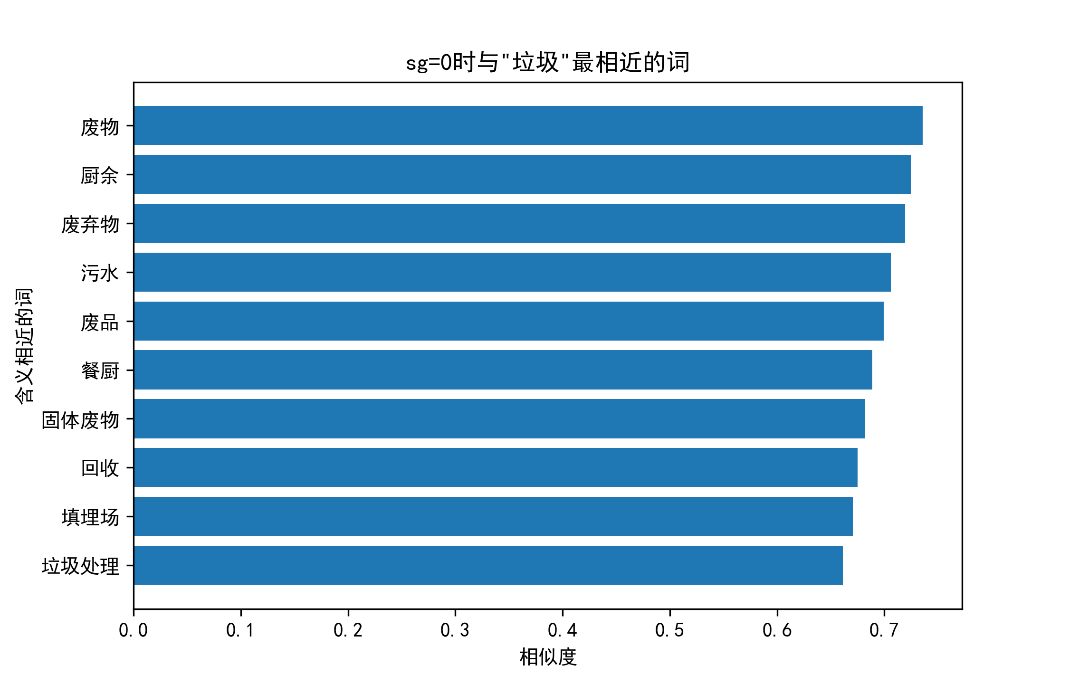 sg=0时与"垃圾"最相近的词
含义相近的词
废物
厨余
废弃物
污水
废品
餐厨
固体废物
回收
填埋场
垃圾处理
0.0 0.1 0.2 0.3 0.4 0.5 0.6 0.7
相似度